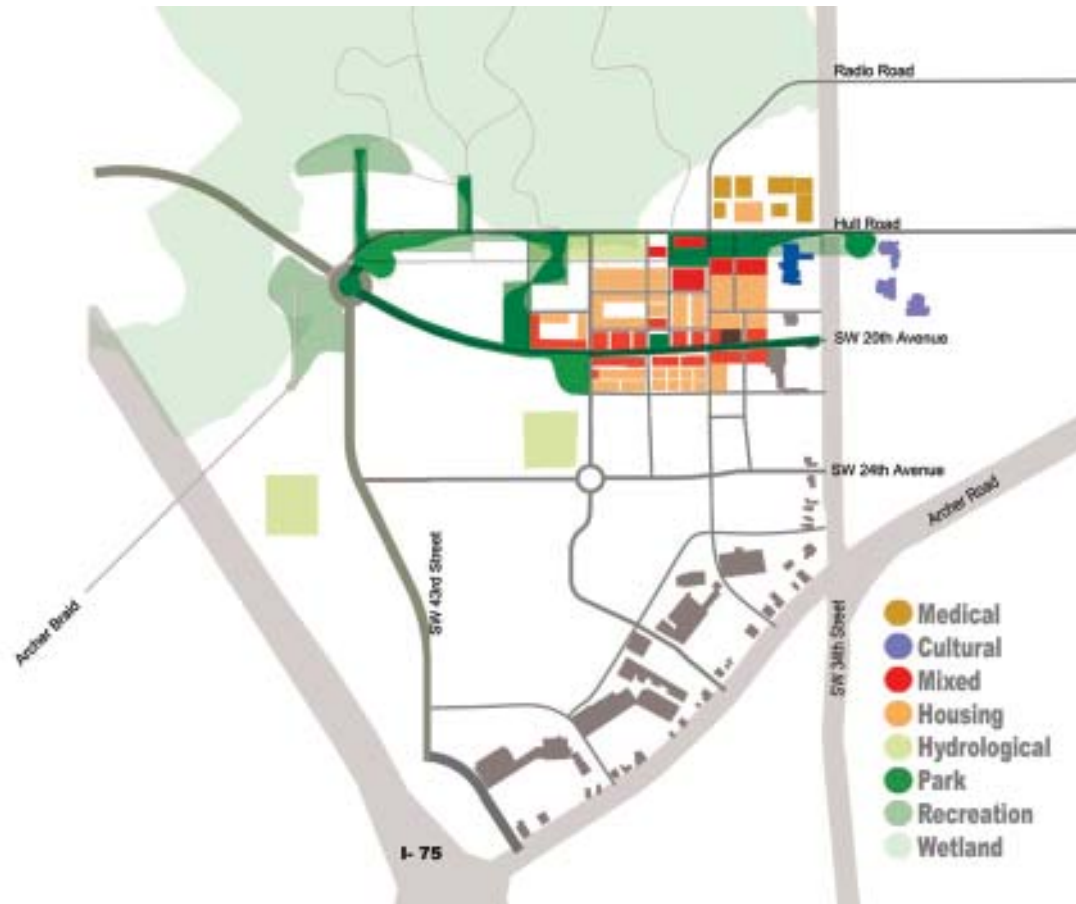 Radio Road
Hull Road
SW 20th Avenue
SW 24th Avenue
Archer Road
SW 43rd Street
SW 34th Street
Archer Braid
I- 75
Medical
Cultural
Mixed
Housing
Hydrological
Park
Recreation
Wetland